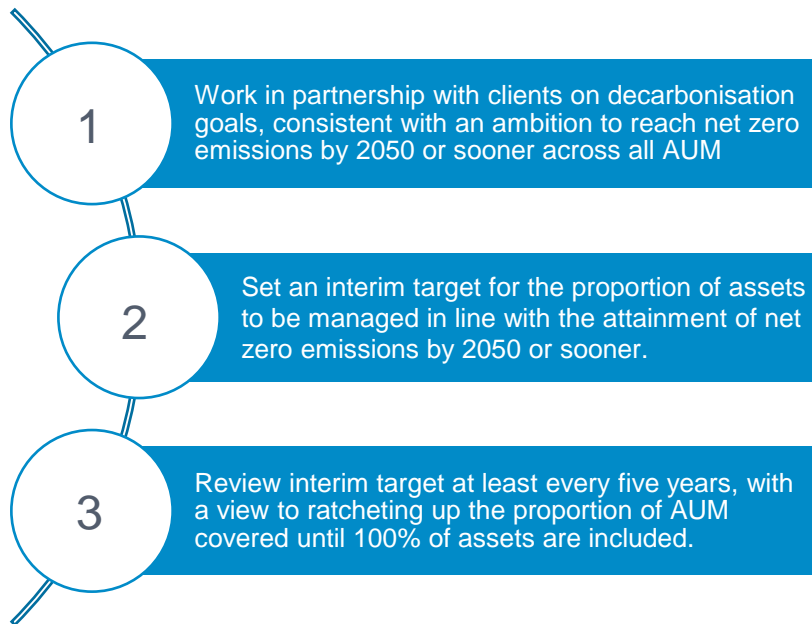 1
Work in partnership with clients on decarbonisation
goals, consistent with an ambition to reach net zero
emissions by 2050 or sooner across all AUM
2
Set an interim target for the proportion of assets
to be managed in line with the attainment of net
zero emissions by 2050 or sooner.
3
Review interim target at least every five years, with
a view to ratcheting up the proportion of AUM
covered until 100% of assets are included.